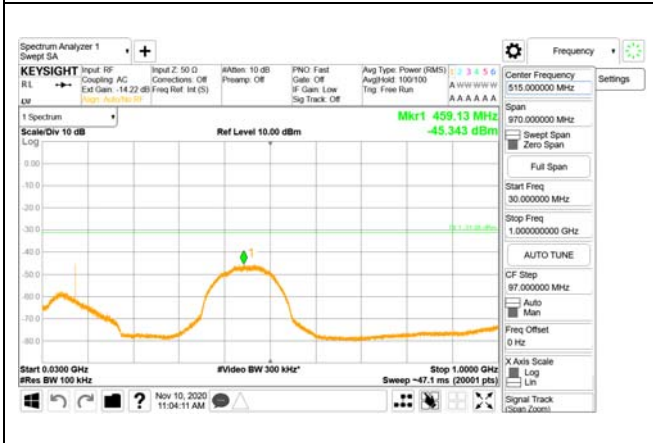 Spectrum Analyzer 1
Swept SA
Frequency
KEYSIGHT
Input: RF
Coupling: AC
Ext Gain: -14.22 dB
Align: Auto/No RF
Input Z: 50 Ω
Corrections: Off
Freq Ref: Int (S)
#Atten: 10 dB
Preamp: Off
PNO: Fast
Gate: Off
IF Gain: Low
Sig Track: Off
Avg Type: Power (RMS)
Avg|Hold: 100/100
Trig: Free Run
1 2 3 4 5 6
A W W W W W
A A A A A A
RL
1 Spectrum
Scale/Div 10 dB
Ref Level 10.00 dBm
Mkr1 459.13 MHz
-45.343 dBm
Log
0.00
-10.0
-20.0
-30.0
-40.0
-50.0
-60.0
-70.0
-80.0
1
Start 0.0300 GHz
#Res BW 100 kHz
#Video BW 300 kHz*
Stop 1.0000 GHz
Sweep ~47.1 ms (20001 pts)
Nov 10, 2020
11:04:11 AM
Center Frequency
515.000000 MHz
Settings
Span
970.000000 MHz
Swept Span
Zero Span
Full Span
Start Freq
30.000000 MHz
Stop Freq
1.000000000 GHz
AUTO TUNE
CF Step
97.000000 MHz
Auto
Man
Freq Offset
0 Hz
X Axis Scale
Log
Lin
Signal Track
(Span Zoom)